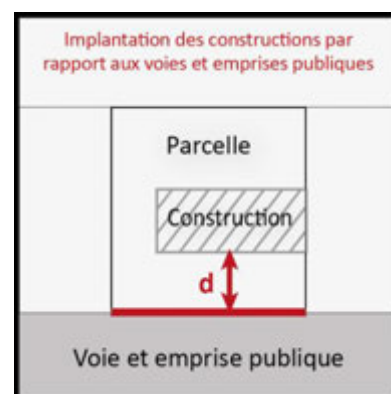 Implantation des constructions par
rapport aux voies et emprises publiques
Parcelle
Construction
d
Voie et emprise publique